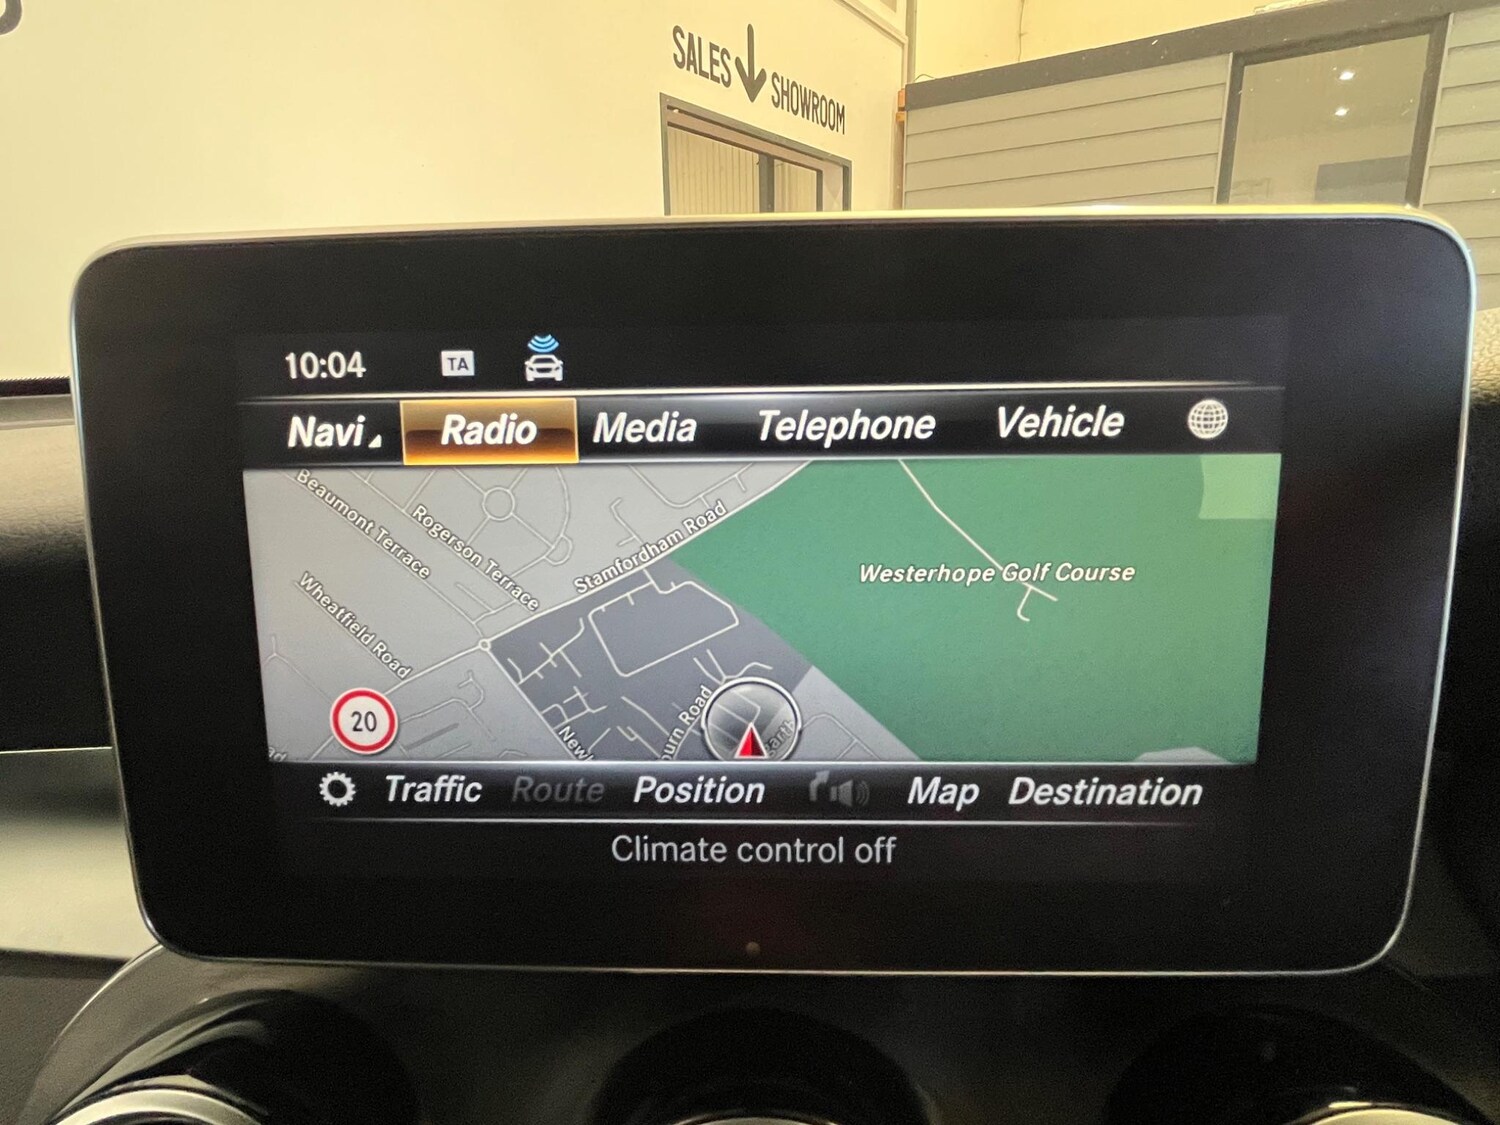 SALES
SHOWROOM
10:04
TA
Navi
Radio
Media
Telephone
Vehicle
Beaumont Terrace
Rogerson Terrace
Stamfordham Road
Westerhope Golf Course
Wheatfield Road
20
Traffic
Route
Position
Map
Destination
Climate control off